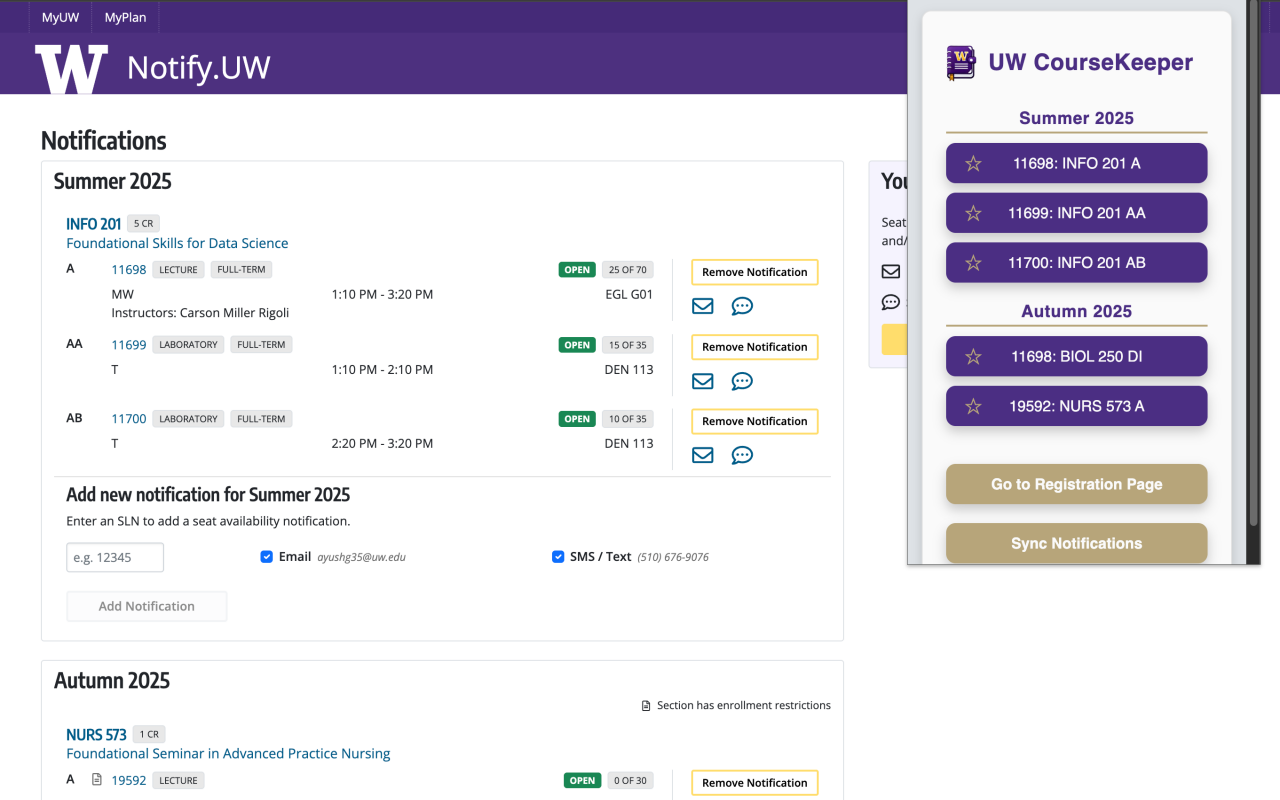 MyUW MyPlan
W Notify.UW
Notifications
Summer 2025
INFO 201 5 CR
Foundational Skills for Data Science
A 11698 LECTURE FULL-TERM OPEN 25 OF 70 Remove Notification
MW 1:10 PM - 3:20 PM EGL G01
Instructors: Carson Miller Rigoli
AA 11699 LABORATORY FULL-TERM OPEN 15 OF 35 Remove Notification
T 1:10 PM - 2:10 PM DEN 113
AB 11700 LABORATORY FULL-TERM OPEN 10 OF 35 Remove Notification
T 2:20 PM - 3:20 PM DEN 113
Add new notification for Summer 2025
Enter an SLN to add a seat availability notification.
e.g. 12345 Email ayushg35@uw.edu SMS / Text (510) 676-9076
Add Notification
Autumn 2025
Section has enrollment restrictions
NURS 573 1 CR
Foundational Seminar in Advanced Practice Nursing
A 19592 LECTURE OPEN 0 OF 30 Remove Notification
Seat
and/
W UW CourseKeeper
Summer 2025
☆ 11698: INFO 201 A
☆ 11699: INFO 201 AA
☆ 11700: INFO 201 AB
Autumn 2025
☆ 11698: BIOL 250 DI
☆ 19592: NURS 573 A
Go to Registration Page
Sync Notifications